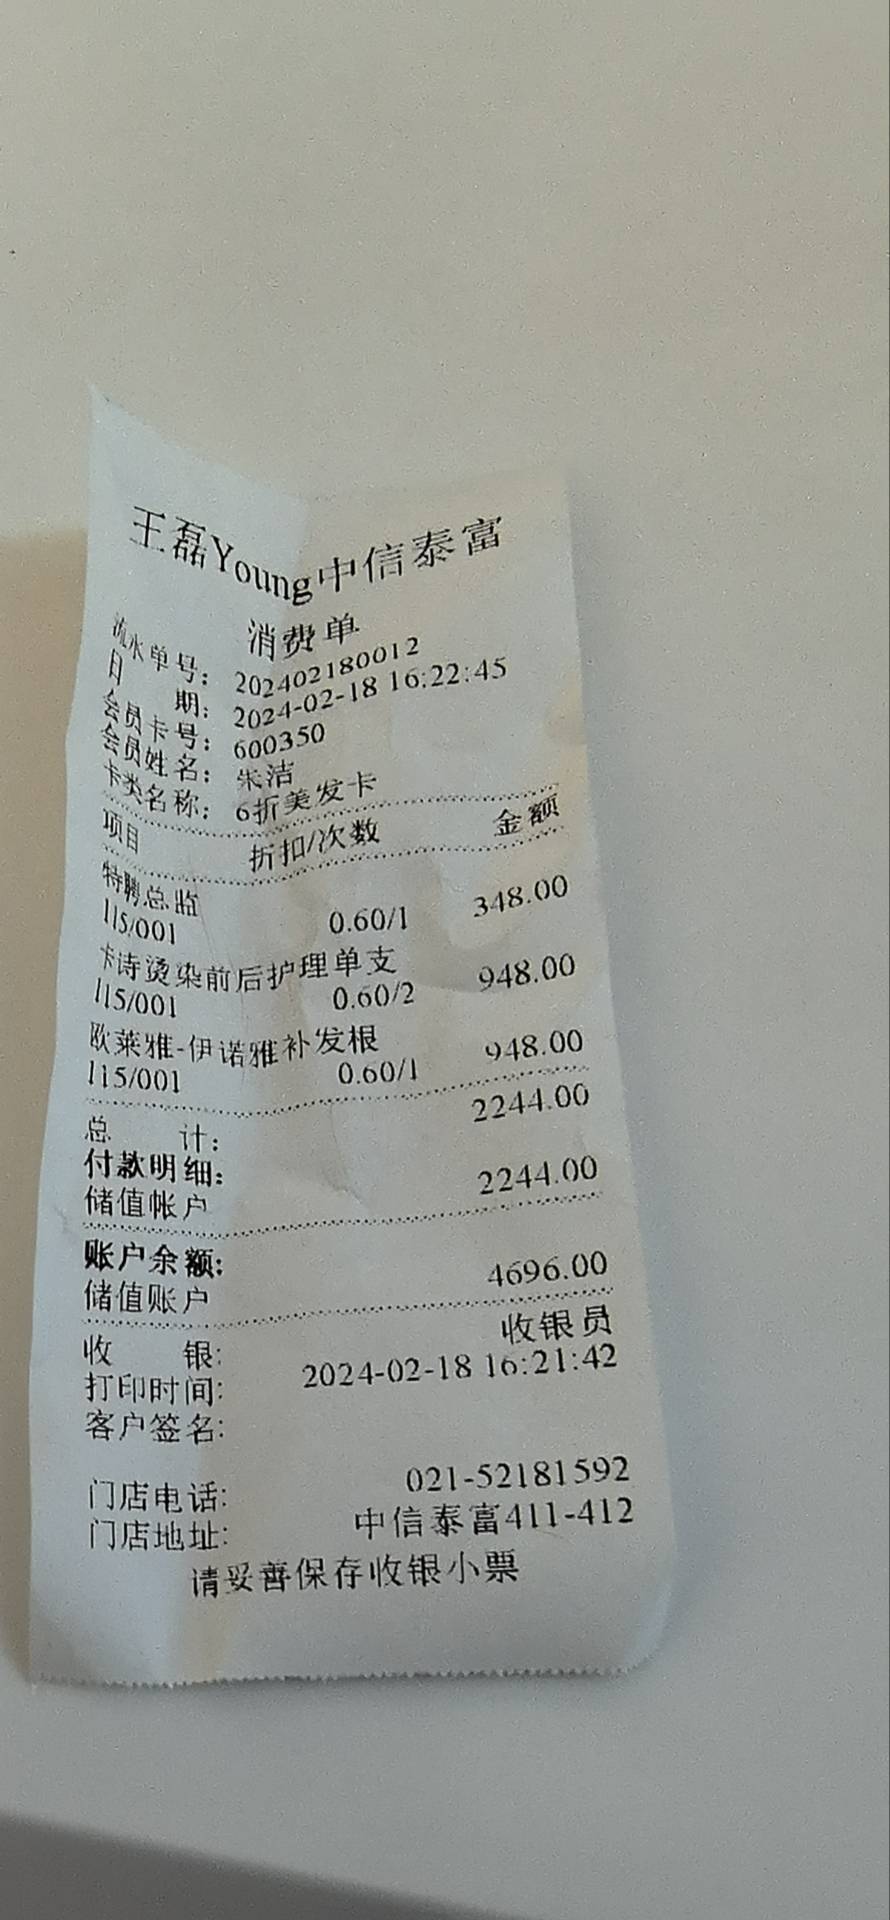 王磊Young中信泰富
消费单
流水单号: 202402180012
日 期: 2024-02-18 16:22:45
会员卡号: 600350
会员姓名: 朱洁
卡类名称: 6折美发卡
项目 折扣/次数 金额
特聘总监
115/001 0.60/1 348.00
卡诗烫染前后护理单支
115/001 0.60/2 948.00
欧莱雅-伊诺雅补发根
115/001 0.60/1 948.00
总 计: 2244.00
付款明细:
储值帐户 2244.00
账户余额:
储值账户 4696.00
收 银: 收银员
打印时间: 2024-02-18 16:21:42
客户签名:
门店电话: 021-52181592
门店地址: 中信泰富411-412
请妥善保存收银小票